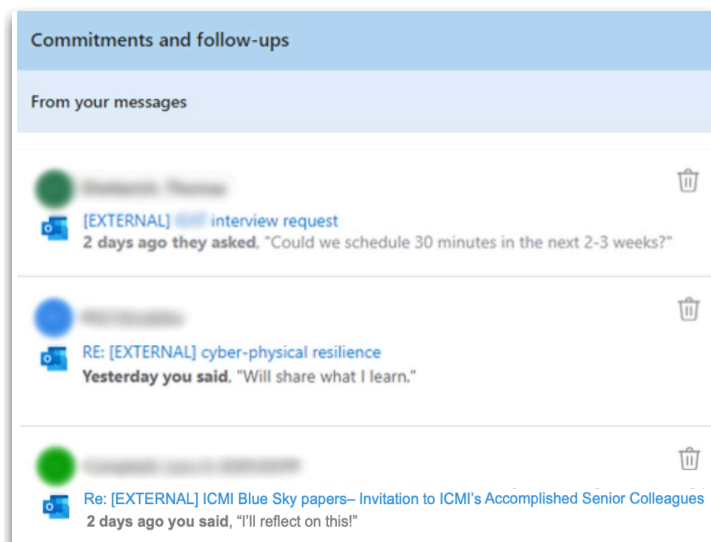 Commitments and follow-ups
From your messages
[EXTERNAL] interview request
2 days ago they asked, "Could we schedule 30 minutes in the next 2-3 weeks?"
RE: [EXTERNAL] cyber-physical resilience
Yesterday you said, "Will share what I learn."
Re: [EXTERNAL] ICMI Blue Sky papers– Invitation to ICMI’s Accomplished Senior Colleagues
2 days ago you said, “I’ll reflect on this!”